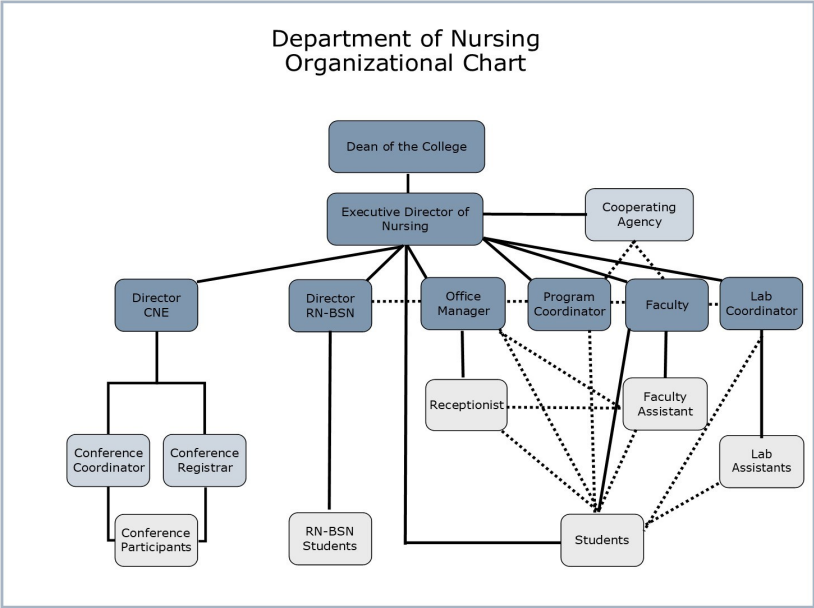 Department of Nursing
Organizational Chart
Dean of the College
Executive Director of
Nursing
Cooperating
Agency
Director
CNE
Director
RN-BSN
Office
Manager
Program
Coordinator
Faculty
Lab
Coordinator
Receptionist
Faculty
Assistant
Conference
Coordinator
Conference
Registrar
Lab
Assistants
Conference
Participants
RN-BSN
Students
Students